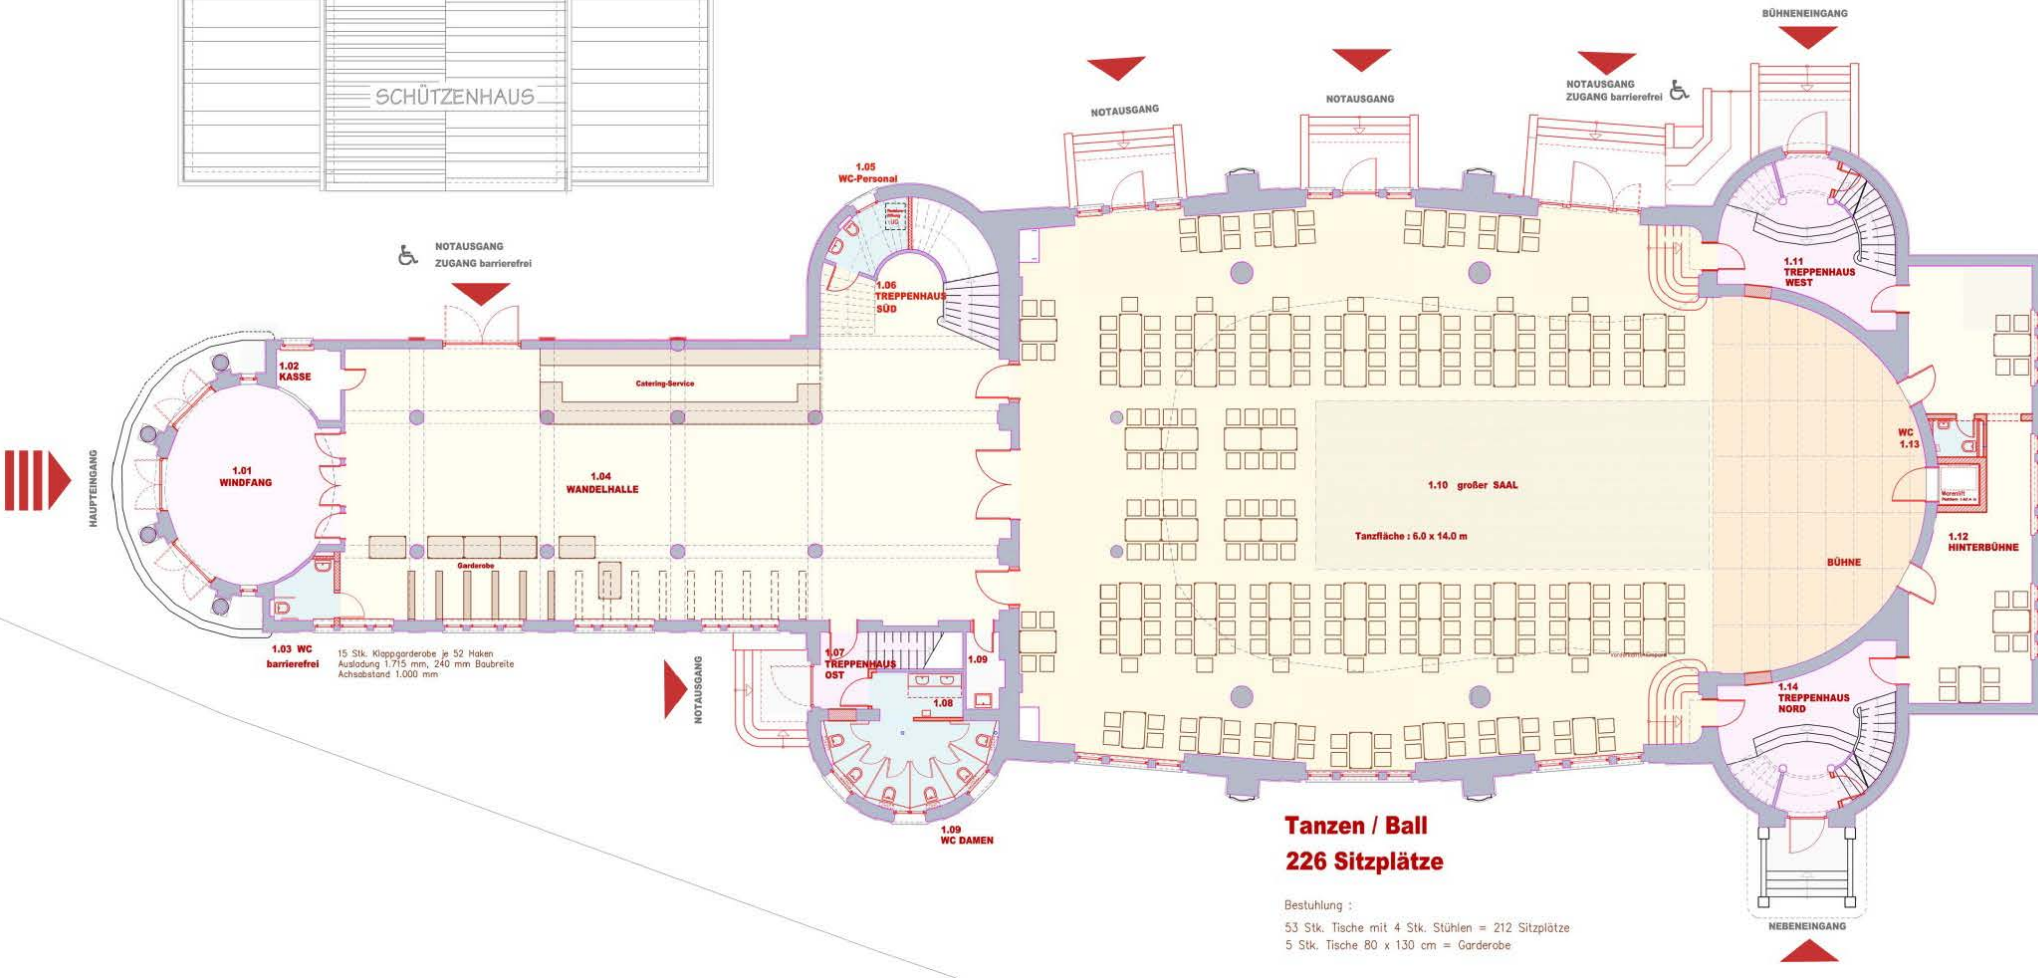 BÜHNENEINGANG
SCHÜTZENHAUS
NOTAUSGANG
NOTAUSGANG
NOTAUSGANG
ZUGANG barrierefrei
1.05
WC-Personal
NOTAUSGANG
ZUGANG barrierefrei
1.06
TREPPENHAUS
SÜD
1.11
TREPPENHAUS
WEST
1.02
KASSE
Catering-Service
HAUPTEINGANG
1.01
WINDFANG
1.04
WANDELHALLE
1.10 großer SAAL
Tanzfläche : 6.0 x 14.0 m
WC
1.13
1.12
HINTERBÜHNE
BÜHNE
Garderobe
1.03 WC
barrierefrei
15 Stk. Klappgarderobe je 52 Haken
Ausladung 1.715 mm, 240 mm Baubreite
Achsabstand 1.000 mm
NOTAUSGANG
1.07
TREPPENHAUS
OST
1.09
1.08
1.14
TREPPENHAUS
NORD
1.09
WC DAMEN
Tanzen / Ball
226 Sitzplätze
Bestuhlung :
53 Stk. Tische mit 4 Stk. Stühlen = 212 Sitzplätze
5 Stk. Tische 80 x 130 cm = Garderobe
NEBENEINGANG